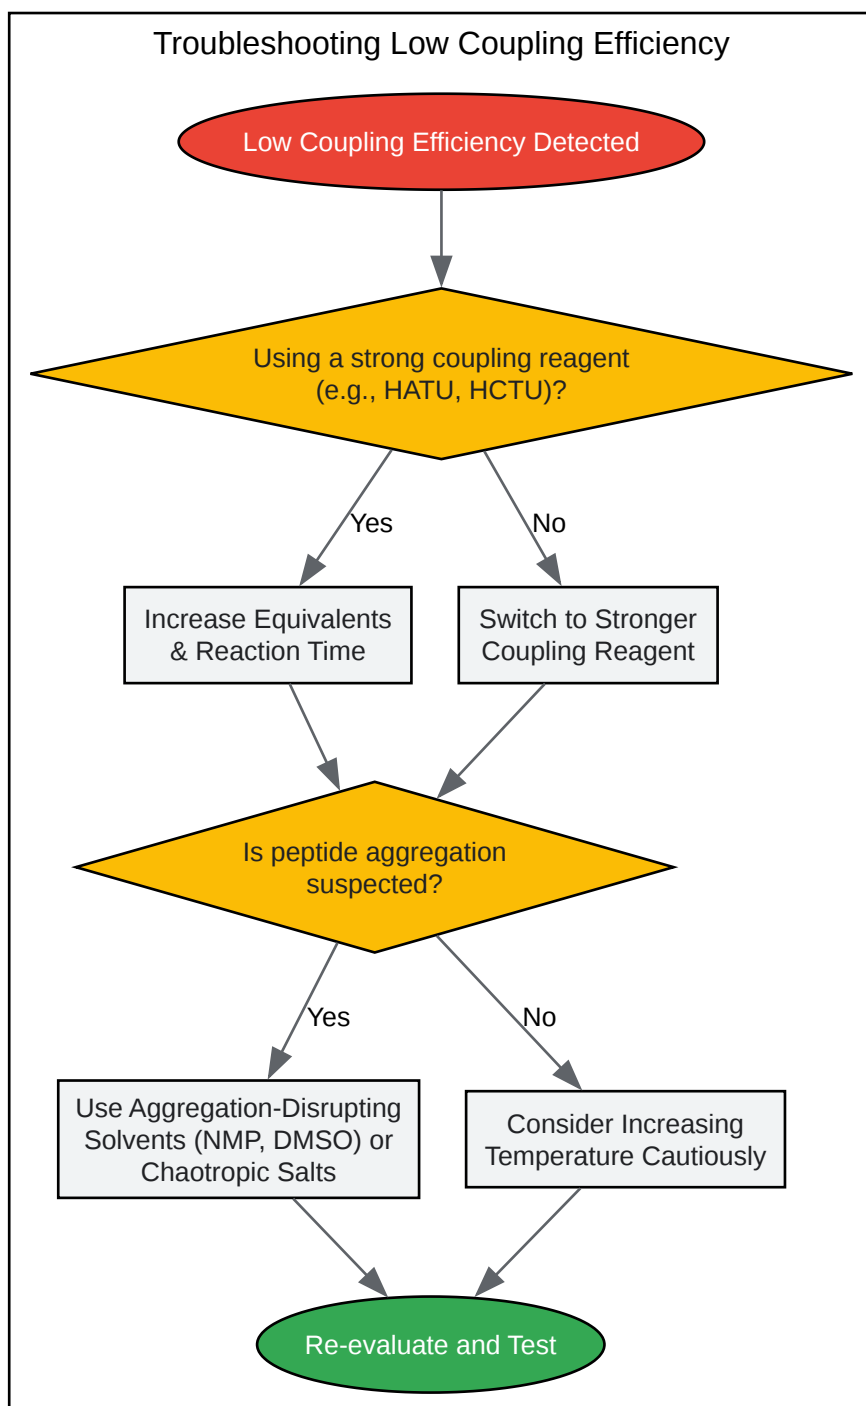 Troubleshooting Low Coupling Efficiency
Low Coupling Efficiency Detected
Using a strong coupling reagent
(e.g., HATU, HCTU)?
Yes
No
Increase Equivalents
& Reaction Time
Switch to Stronger
Coupling Reagent
Is peptide aggregation
suspected?
Yes
No
Use Aggregation-Disrupting
Solvents (NMP, DMSO) or
Chaotropic Salts
Consider Increasing
Temperature Cautiously
Re-evaluate and Test